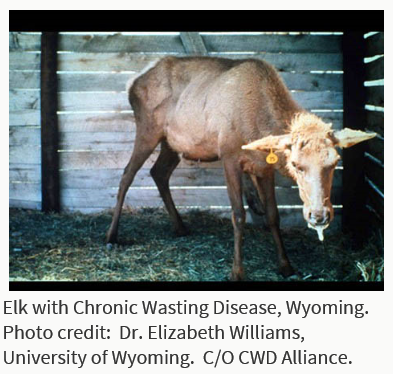 Elk with Chronic Wasting Disease, Wyoming.
Photo credit:  Dr. Elizabeth Williams,
University of Wyoming.  C/O CWD Alliance.